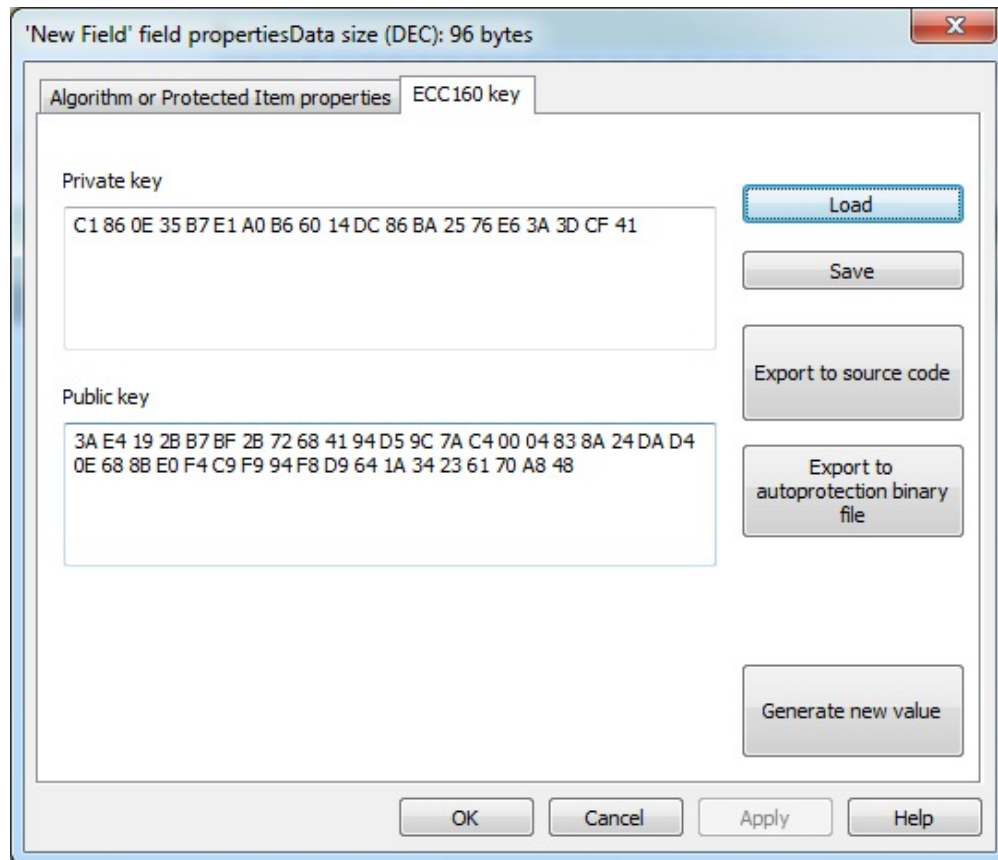 'New Field' field propertiesData size (DEC): 96 bytes
Algorithm or Protected Item properties
ECC160 key
Private key
C1 86 0E 35 B7 E1 A0 B6 60 14 DC 86 BA 25 76 E6 3A 3D CF 41
Load
Save
Export to source code
Public key
3A E4 19 2B B7 BF 2B 72 68 41 94 D5 9C 7A C4 00 04 83 8A 24 DA D4
0E 68 8B E0 F4 C9 F9 94 F8 D9 64 1A 34 23 61 70 A8 48
Export to
autoprotection binary
file
Generate new value
OK
Cancel
Apply
Help